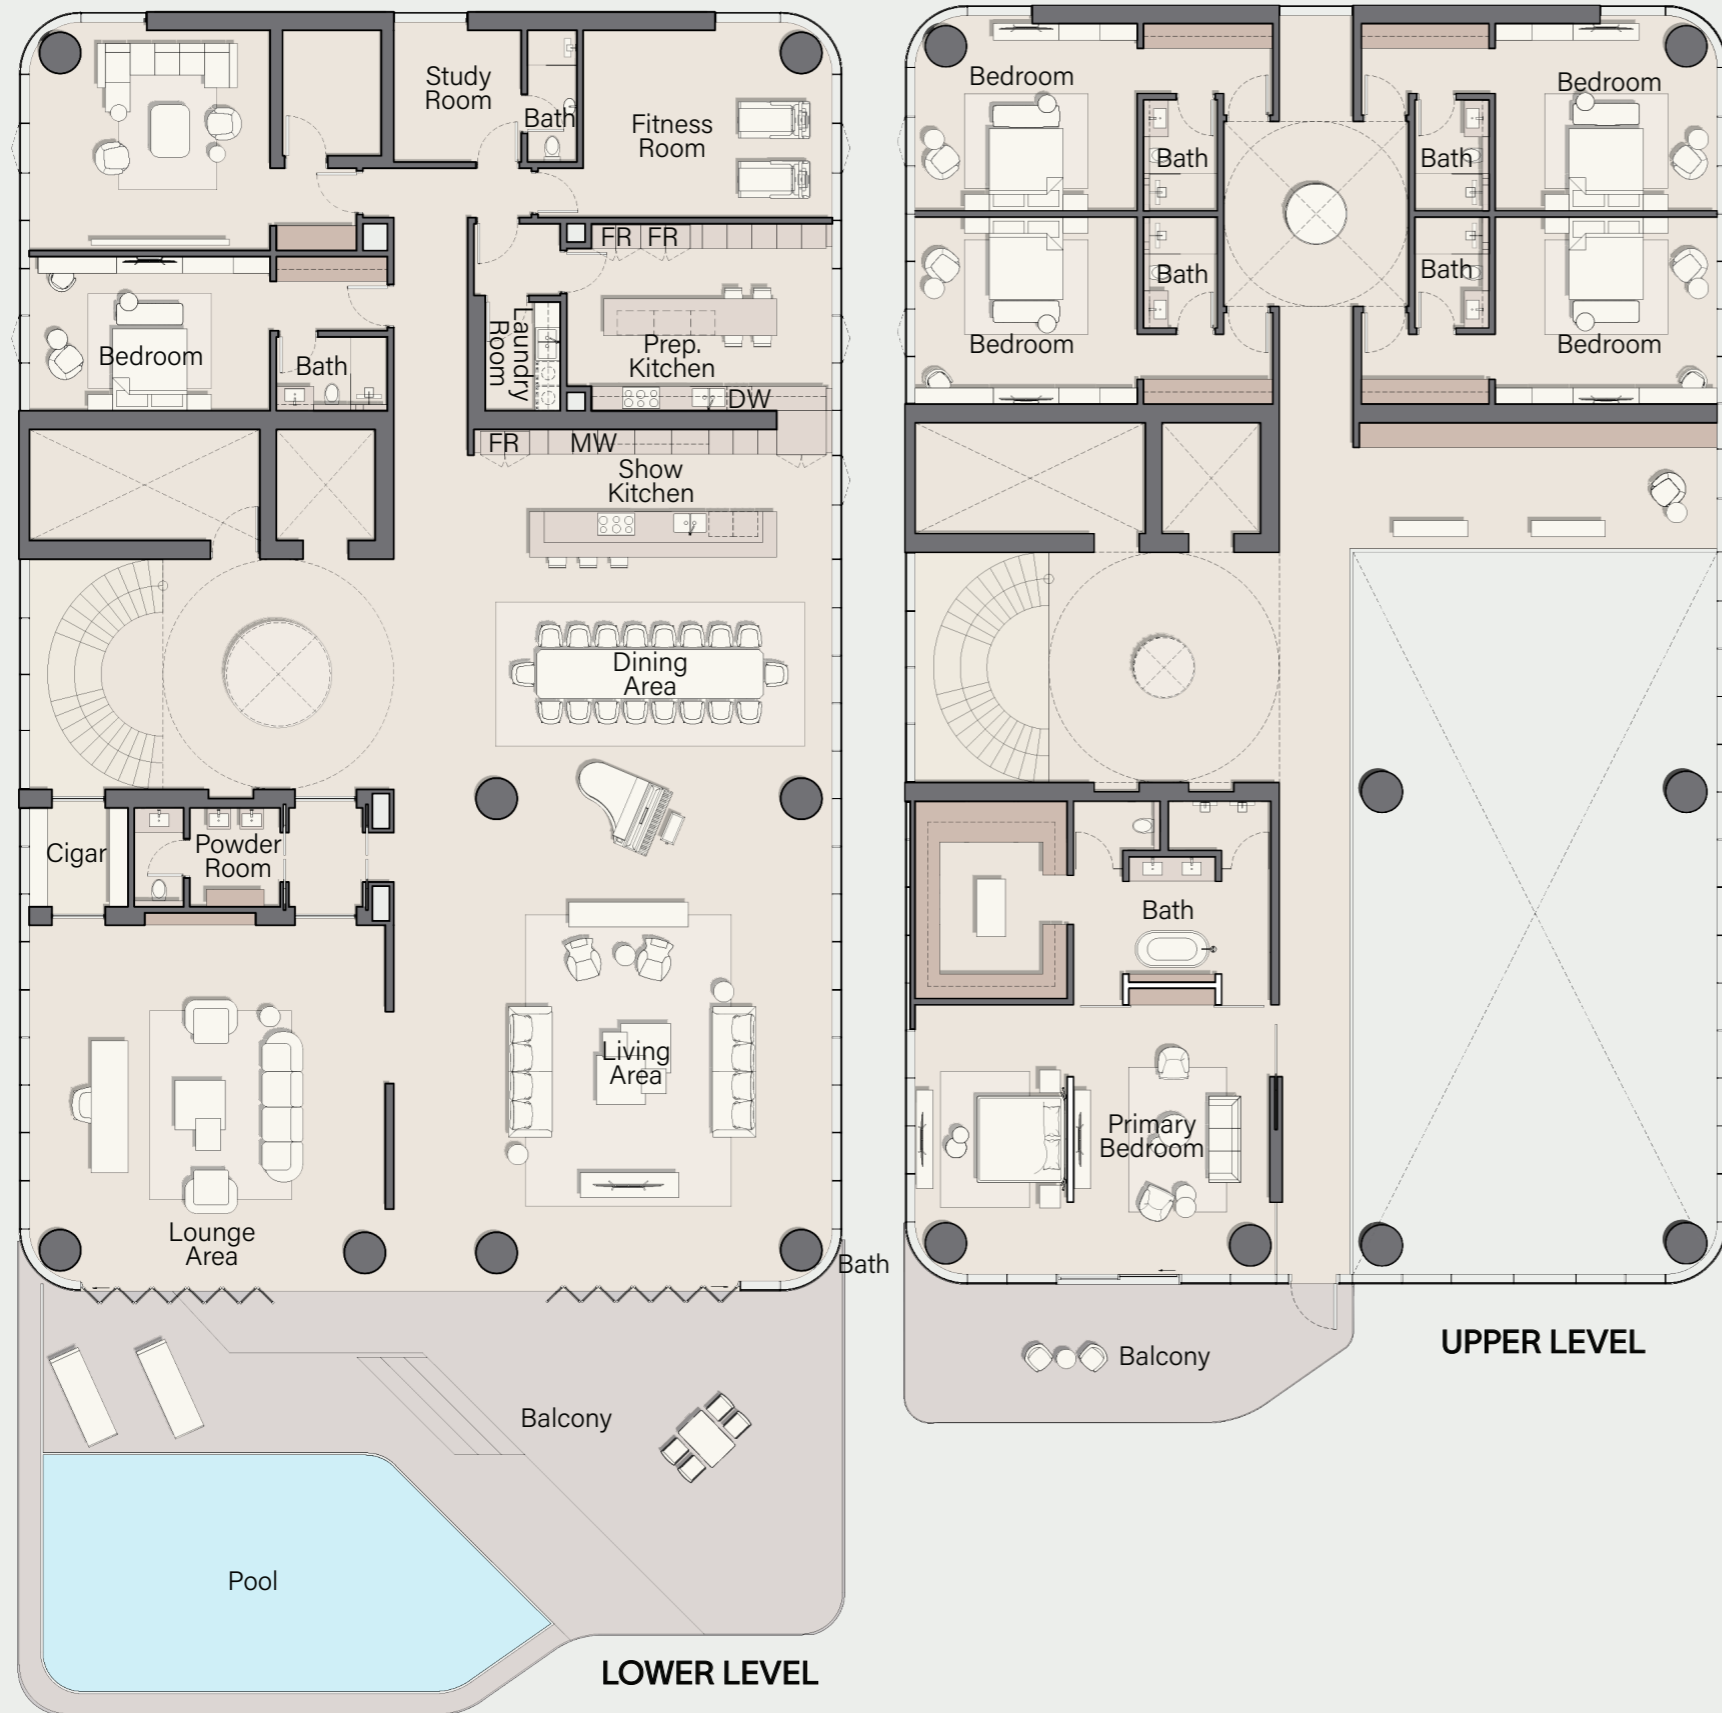 Study
Room
Bath
Fitness
Room
FR FR
Bedroom
Bath
Laundry
Room
Prep.
Kitchen
DW
FR
MW
Show
Kitchen
Dining
Area
Cigar
Powder
Room
Living
Area
Lounge
Area
Bath
Balcony
Pool
LOWER LEVEL
Bedroom
Bedroom
Bath
Bath
Bath
Bath
Bedroom
Bedroom
Bath
Primary
Bedroom
Balcony
UPPER LEVEL